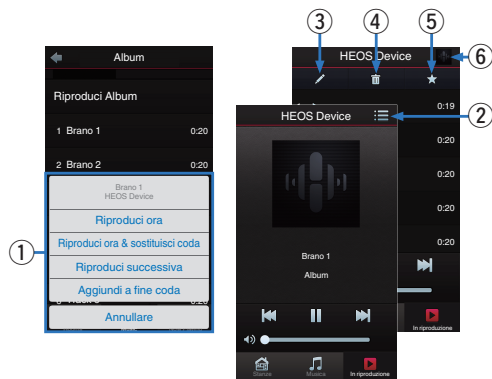 Album
Riproduci Album
1 Brano 1 0:20
2 Brano 2 0:20
Brano 1
HEOS Device
Riproduci ora
Riproduci ora & sostituisci coda
Riproduci successiva
Aggiundi a fine coda
0:20
Annullare
1
3
4
5
HEOS Device
6
0:19
0:20
0:20
0:20
0:20
In riproduzione
HEOS Device
2
Brano 1
Album
Stanze Musica In riproduzione